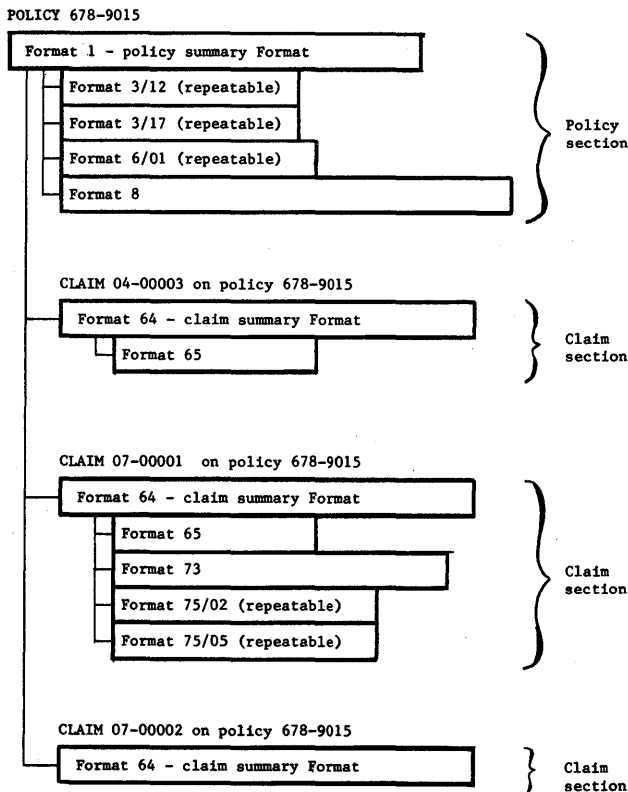 POLICY 678-9015
Format 1 - policy summary Format
Format 3/12 (repeatable)
Format 3/17 (repeatable)
Format 6/01 (repeatable)
Format 8
Policy
section
CLAIM 04-00003 on policy 678-9015
Format 64 - claim summary Format
Format 65
Claim
section
CLAIM 07-00001 on policy 678-9015
Format 64 - claim summary Format
Format 65
Format 73
Format 75/02 (repeatable)
Format 75/05 (repeatable)
Claim
section
CLAIM 07-00002 on policy 678-9015
Format 64 - claim summary Format
Claim
section